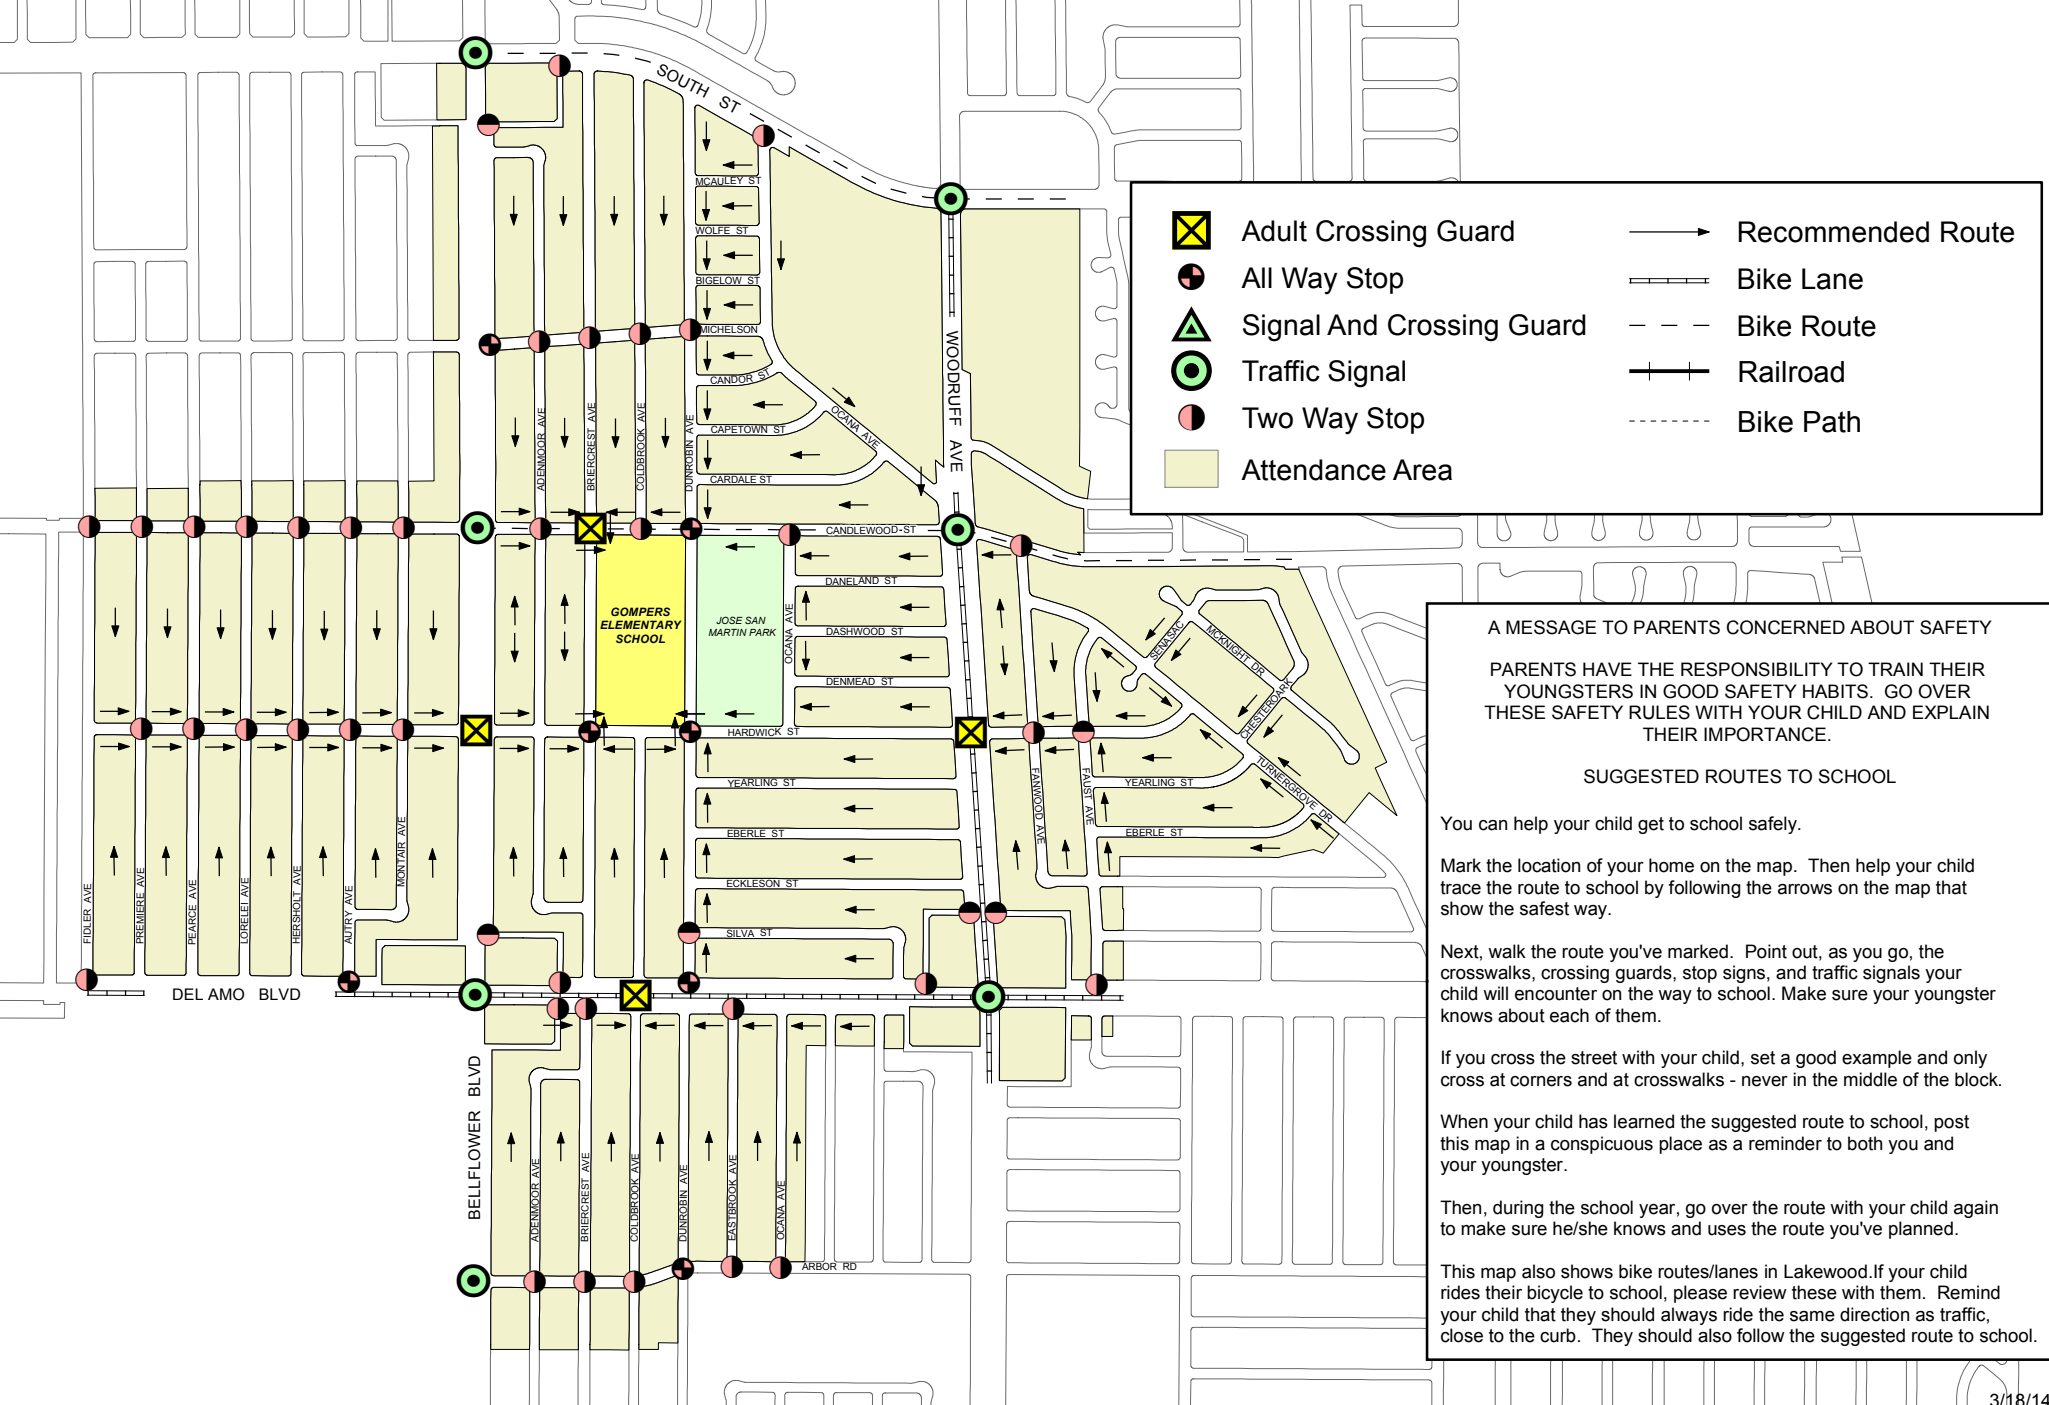 SOUTH ST
MCAULEY ST
WOLFE ST
BIGELOW ST
MICHELSON
CANDOR ST
CAPETOWN ST
CARDALE ST
OCANA AVE
WOODRUFF AVE
ADENMOOR AVE
BRIERCREST AVE
COLDBROOK AVE
DUNROBIN AVE
CANDLEWOOD-ST
GOMPERS
ELEMENTARY
SCHOOL
JOSE SAN
MARTIN PARK
OCANA AVE
DANELAND ST
DASHWOOD ST
DENMEAD ST
HARDWICK ST
YEARLING ST
EBERLE ST
ECKLESON ST
SILVA ST
SENASAC
MCKNIGHT DR
CHESTEROARK
TURNERGROVE DR
YEARLING ST
EBERLE ST
FANWOOD AVE
FAUST AVE
FIDLER AVE
PREMIERE AVE
PEARCE AVE
LORELEI AVE
HERSHOLT AVE
AUTRY AVE
MONTAIR AVE
DEL AMO BLVD
BELLFLOWER BLVD
ADENMOOR AVE
BRIERCREST AVE
COLDBROOK AVE
DUNROBIN AVE
EASTBROOK AVE
OCANA AVE
ARBOR RD
Adult Crossing Guard
All Way Stop
Signal And Crossing Guard
Traffic Signal
Two Way Stop
Attendance Area
Recommended Route
Bike Lane
Bike Route
Railroad
Bike Path
A MESSAGE TO PARENTS CONCERNED ABOUT SAFETY
PARENTS HAVE THE RESPONSIBILITY TO TRAIN THEIR
YOUNGSTERS IN GOOD SAFETY HABITS. GO OVER
THESE SAFETY RULES WITH YOUR CHILD AND EXPLAIN
THEIR IMPORTANCE.
SUGGESTED ROUTES TO SCHOOL
You can help your child get to school safely.
Mark the location of your home on the map. Then help your child
trace the route to school by following the arrows on the map that
show the safest way.
Next, walk the route you've marked. Point out, as you go, the
crosswalks, crossing guards, stop signs, and traffic signals your
child will encounter on the way to school. Make sure your youngster
knows about each of them.
If you cross the street with your child, set a good example and only
cross at corners and at crosswalks - never in the middle of the block.
When your child has learned the suggested route to school, post
this map in a conspicuous place as a reminder to both you and
your youngster.
Then, during the school year, go over the route with your child again
to make sure he/she knows and uses the route you've planned.
This map also shows bike routes/lanes in Lakewood.If your child
rides their bicycle to school, please review these with them. Remind
your child that they should always ride the same direction as traffic,
close to the curb. They should also follow the suggested route to school.
3/18/14